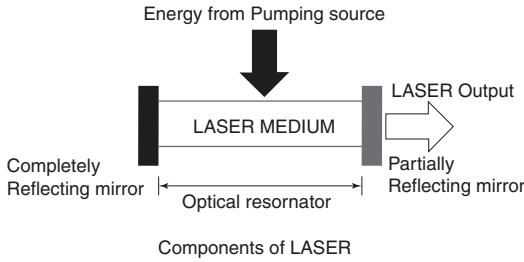 Energy from Pumping source
LASER Output
LASER MEDIUM
Completely
Reflecting mirror
Partially
Reflecting mirror
Optical resornator
Components of LASER